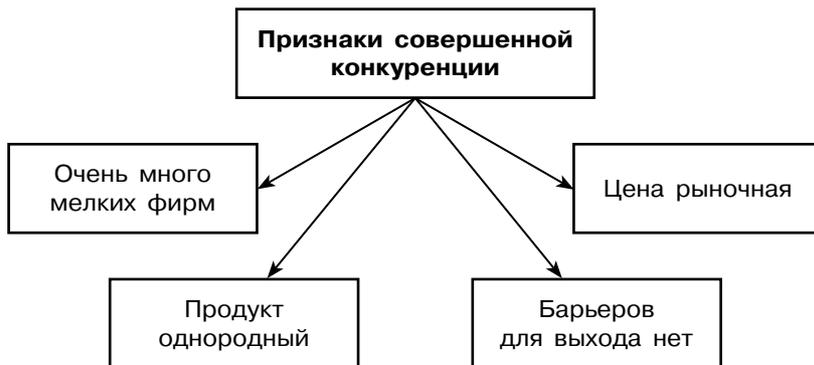 Признаки совершенной
конкуренции
Очень много
мелких фирм
Цена рыночная
Продукт
однородный
Барьеров
для выхода нет